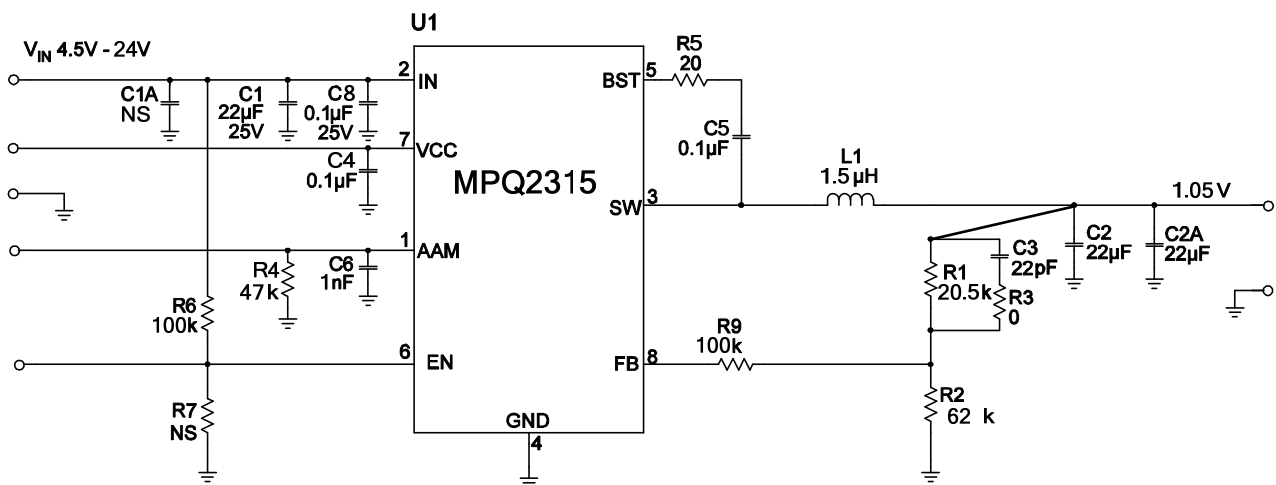 U1
V_IN 4.5V - 24V
2
IN
C1A
NS
C1
22µF
25V
C8
0.1µF
25V
BST
5
R5
20
7
VCC
C4
0.1µF
C5
0.1µF
MPQ2315
L1
1.5µH
SW
3
1.05V
1
AAM
R4
47k
C6
1nF
C3
22pF
R1
20.5k
R3
0
C2
22µF
C2A
22µF
R6
100k
6
EN
FB
8
R9
100k
R2
62 k
R7
NS
GND
4